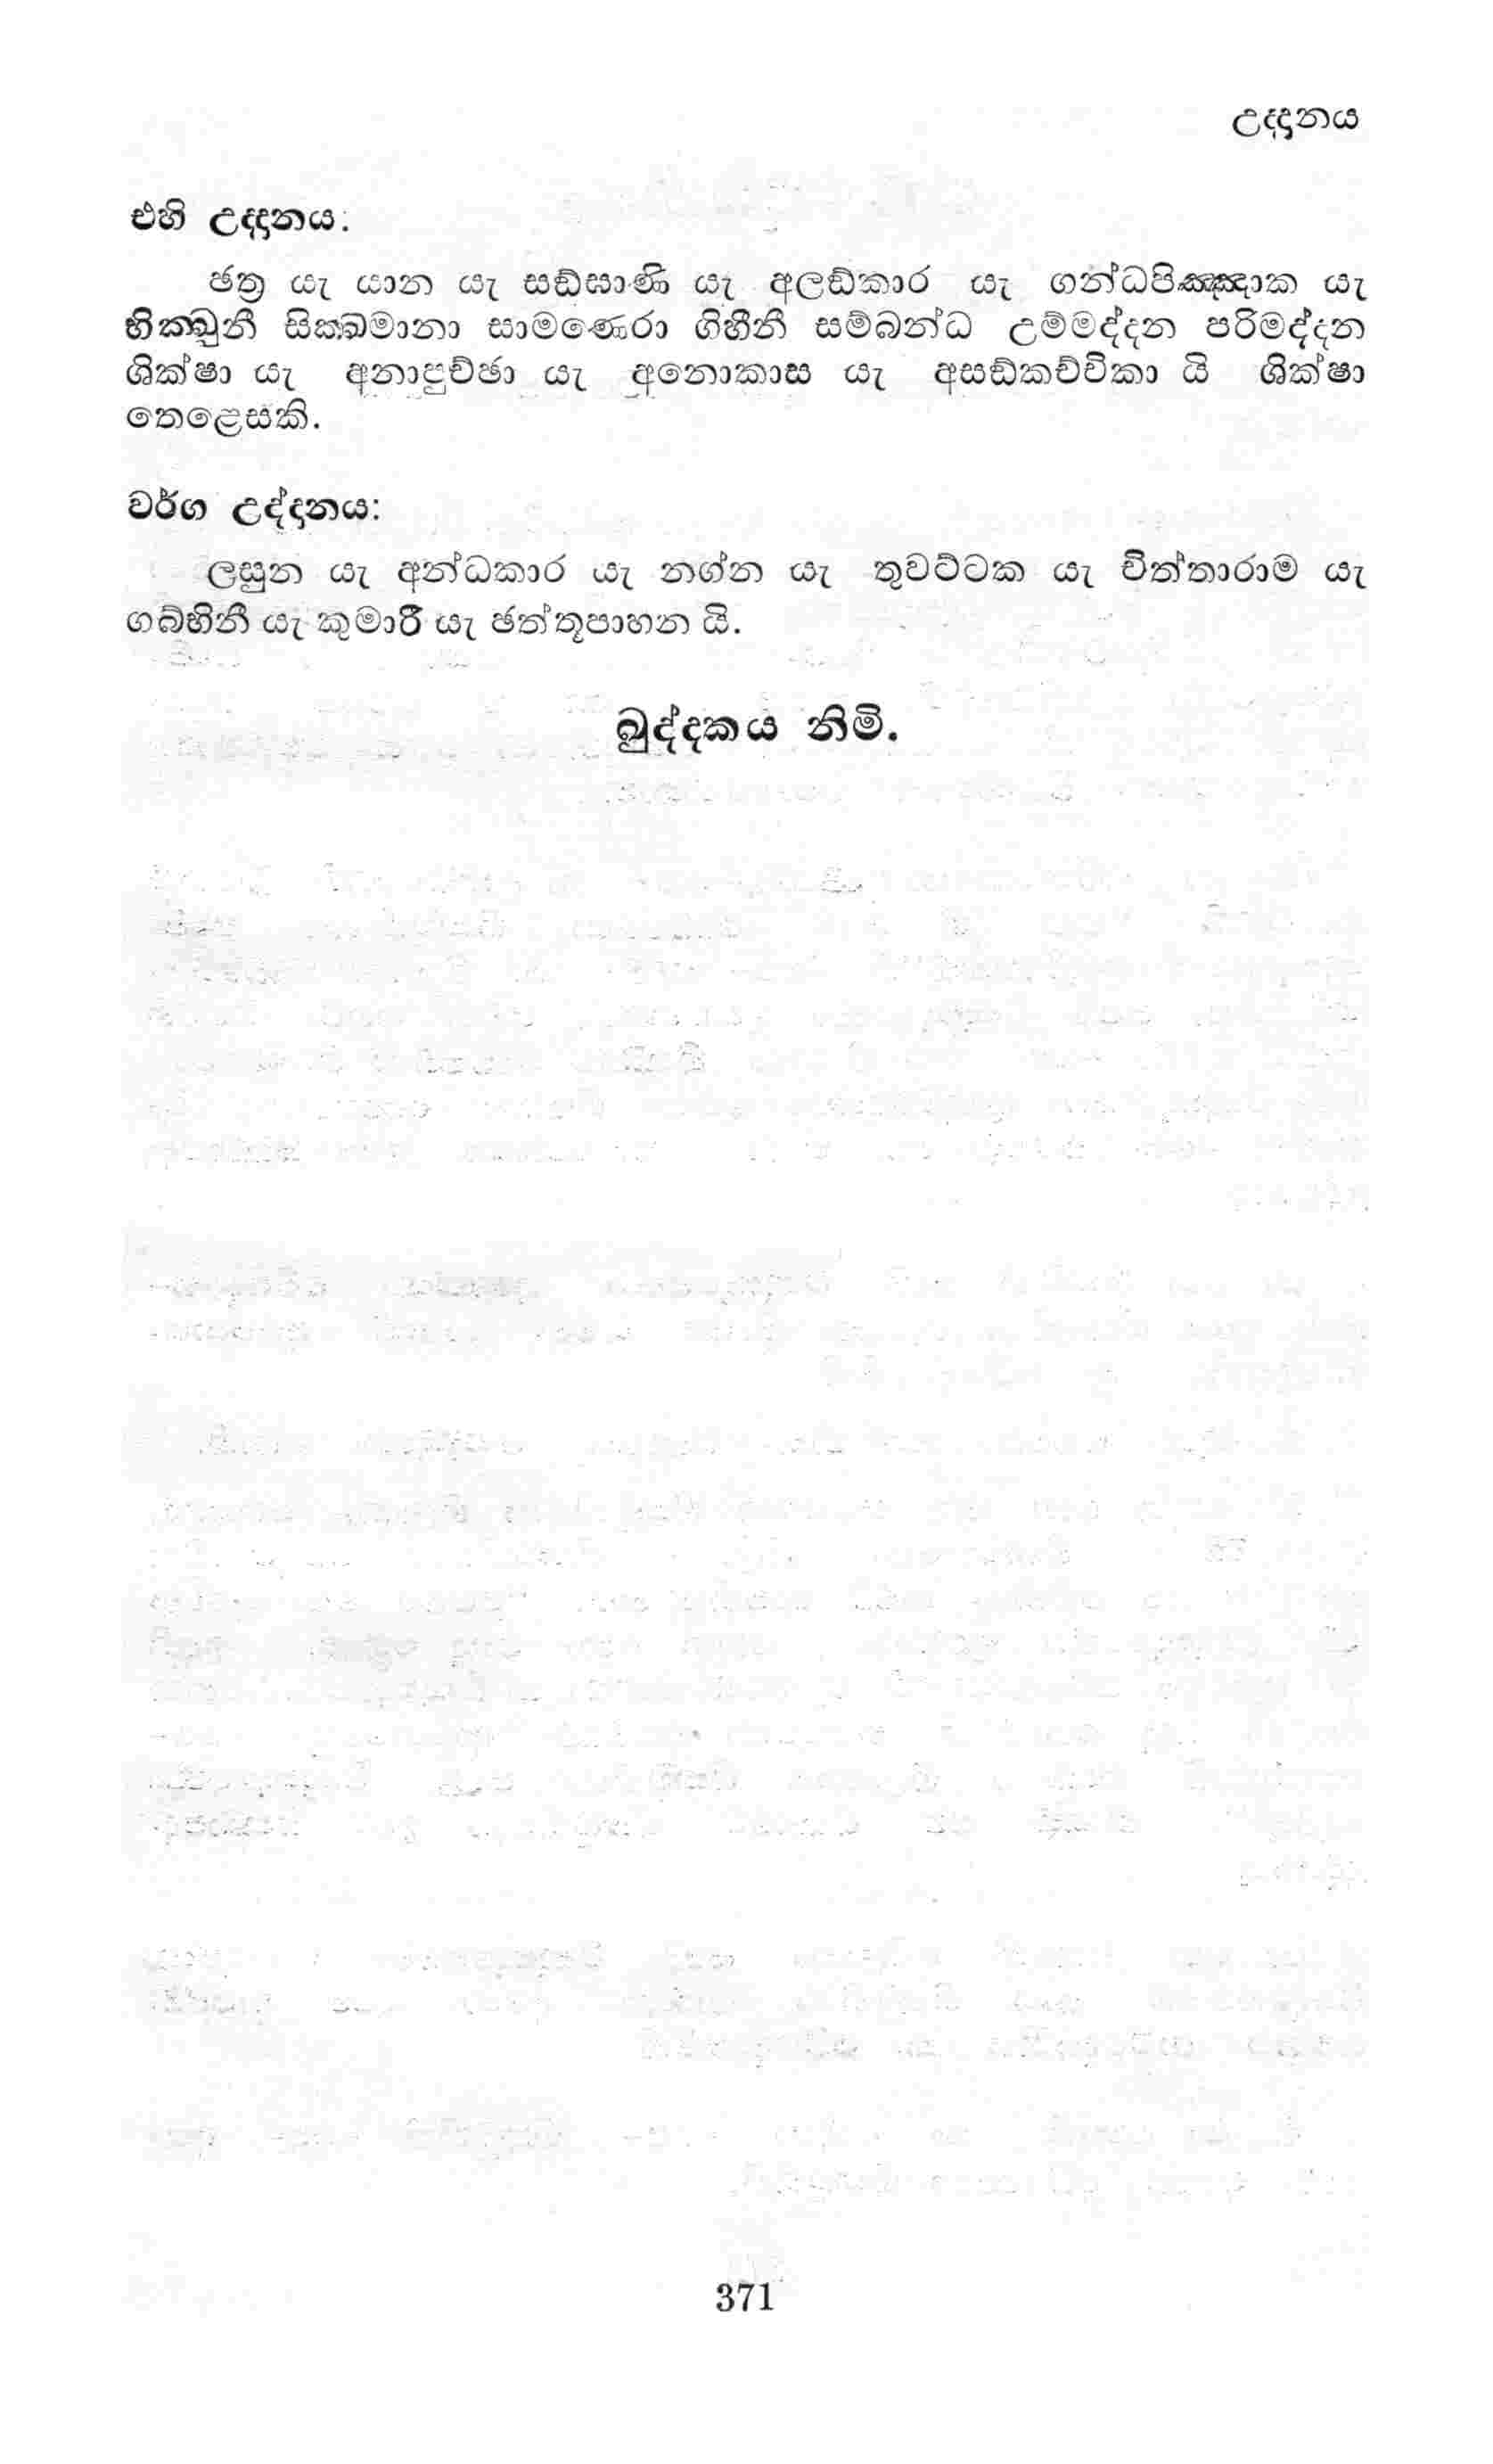 උද්දානය
එහි උද්දානය:
ඡත්‍ර යැ යාන යැ සඞ්ඝාණි යැ අලඞ්කාර යැ ගන්ධපිඤ්ඤාක යැ
භික්ඛුනී සික්ඛමානා සාමණෙරා ගිහීනී සම්බන්ධ උම්මද්දන පරිමද්දන
ශික්ෂා යැ අනාපුච්ඡා යැ අනොකාස යැ අසඞ්කච්චිකා යි ශික්ෂා
තෙළෙසකි.
වර්ග උද්දානය:
ලසුන යැ අන්ධකාර යැ නග්න යැ තුවට්ටක යැ චිත්තාරාම යැ
ගබ්භිනී යැ කුමාරී යැ ඡත්තූපාහන යි.
ඛුද්දකය නිමි.
371